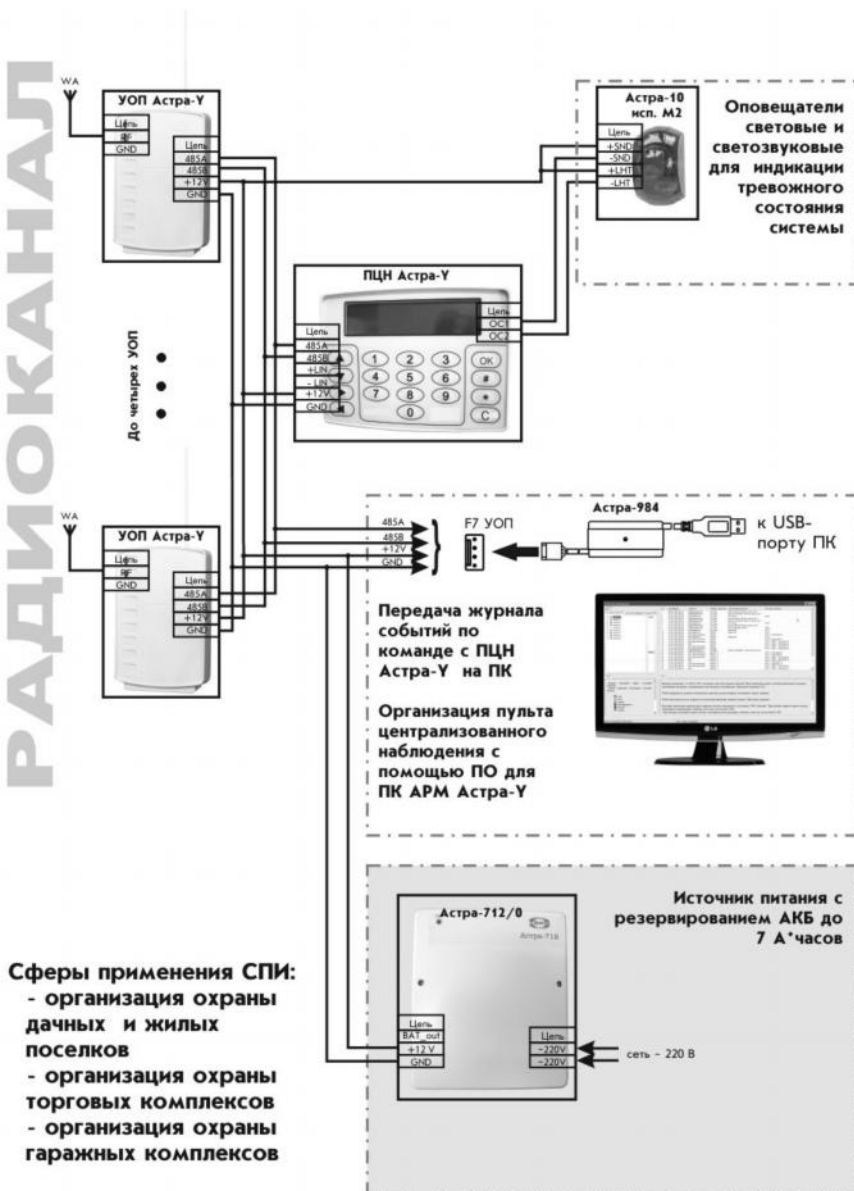 РАДИОКАНАЛ
WA
УОП Астра-Y
Цепь
RF
GND
Цепь
485A
485B
+12V
GND
Астра-10
исп. М2
Цепь
+SND
-SND
+LHT
-LHT
Оповещатели
световые и
светозвуковые
для индикации
тревожного
состояния
системы
ПЦН Астра-Y
Цепь
OC1
OC2
Цепь
485A
485B
+LIN
- LIN
+12V
GND
1 2 3 OK
4 5 6 #
7 8 9 *
0 C
До четырех УОП
WA
УОП Астра-Y
Цепь
RF
GND
Цепь
485A
485B
+12V
GND
485A
485B
+12V
GND
F7 УОП
Астра-984
к USB-
порту ПК
Передача журнала
событий по
команде с ПЦН
Астра-Y на ПК
Организация пульта
централизованного
наблюдения с
помощью ПО для
ПК АРМ Астра-Y
LG
Источник питания с
резервированием АКБ до
7 А*часов
Астра-712/0
Астра-712
Цепь
BAT_out
+12 V
GND
Цепь
~220V
~220V
сеть ~ 220 В
Сферы применения СПИ:
- организация охраны
дачных и жилых
поселков
- организация охраны
торговых комплексов
- организация охраны
гаражных комплексов